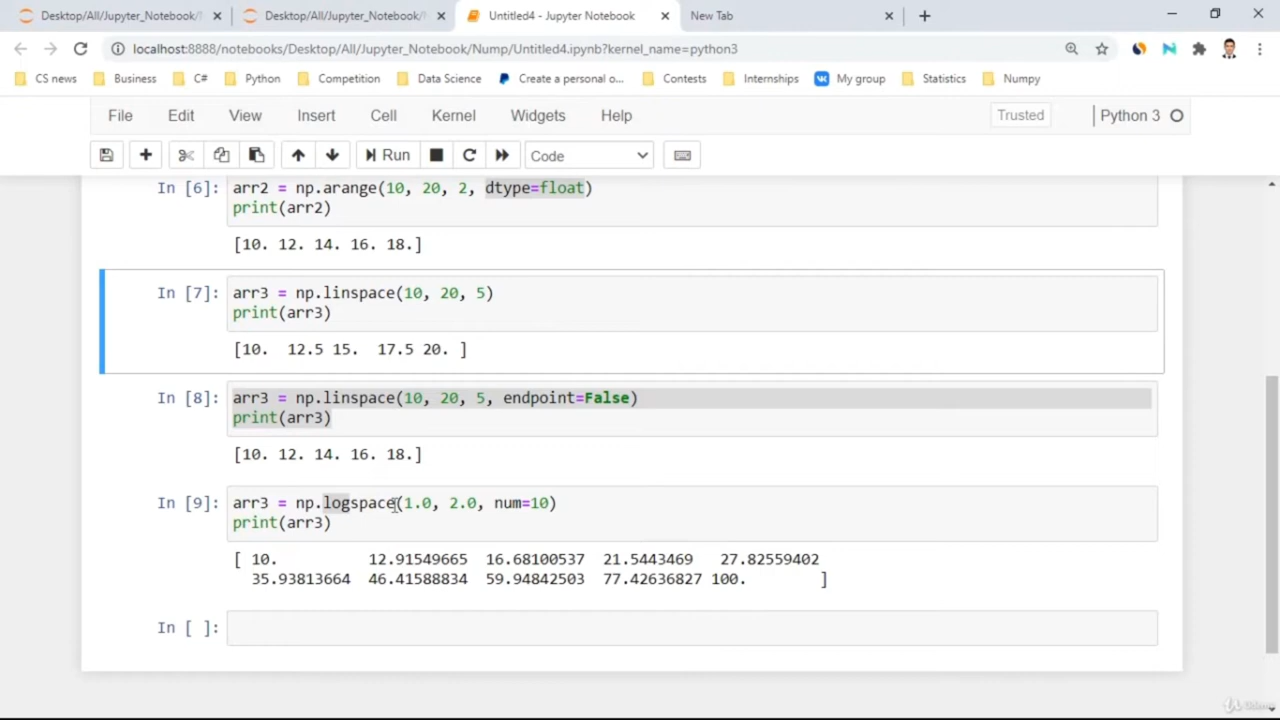 Desktop/All/Jupyter_Notebook/ Desktop/All/Jupyter_Notebook/ Untitled4 - Jupyter Notebook New Tab
localhost:8888/notebooks/Desktop/All/Jupyter_Notebook/Nump/Untitled4.ipynb?kernel_name=python3
CS news Business C# Python Competition Data Science Create a personal o... Contests Internships My group Statistics Numpy
File Edit View Insert Cell Kernel Widgets Help Trusted Python 3
Run Code
In [6]: arr2 = np.arange(10, 20, 2, dtype=float)
print(arr2)
[10. 12. 14. 16. 18.]
In [7]: arr3 = np.linspace(10, 20, 5)
print(arr3)
[10.  12.5 15.  17.5 20. ]
In [8]: arr3 = np.linspace(10, 20, 5, endpoint=False)
print(arr3)
[10. 12. 14. 16. 18.]
In [9]: arr3 = np.logspace(1.0, 2.0, num=10)
print(arr3)
[ 10.          12.91549665  16.68100537  21.5443469   27.82559402
35.93813664  46.41588834  59.94842503  77.42636827 100.        ]
In [ ]: